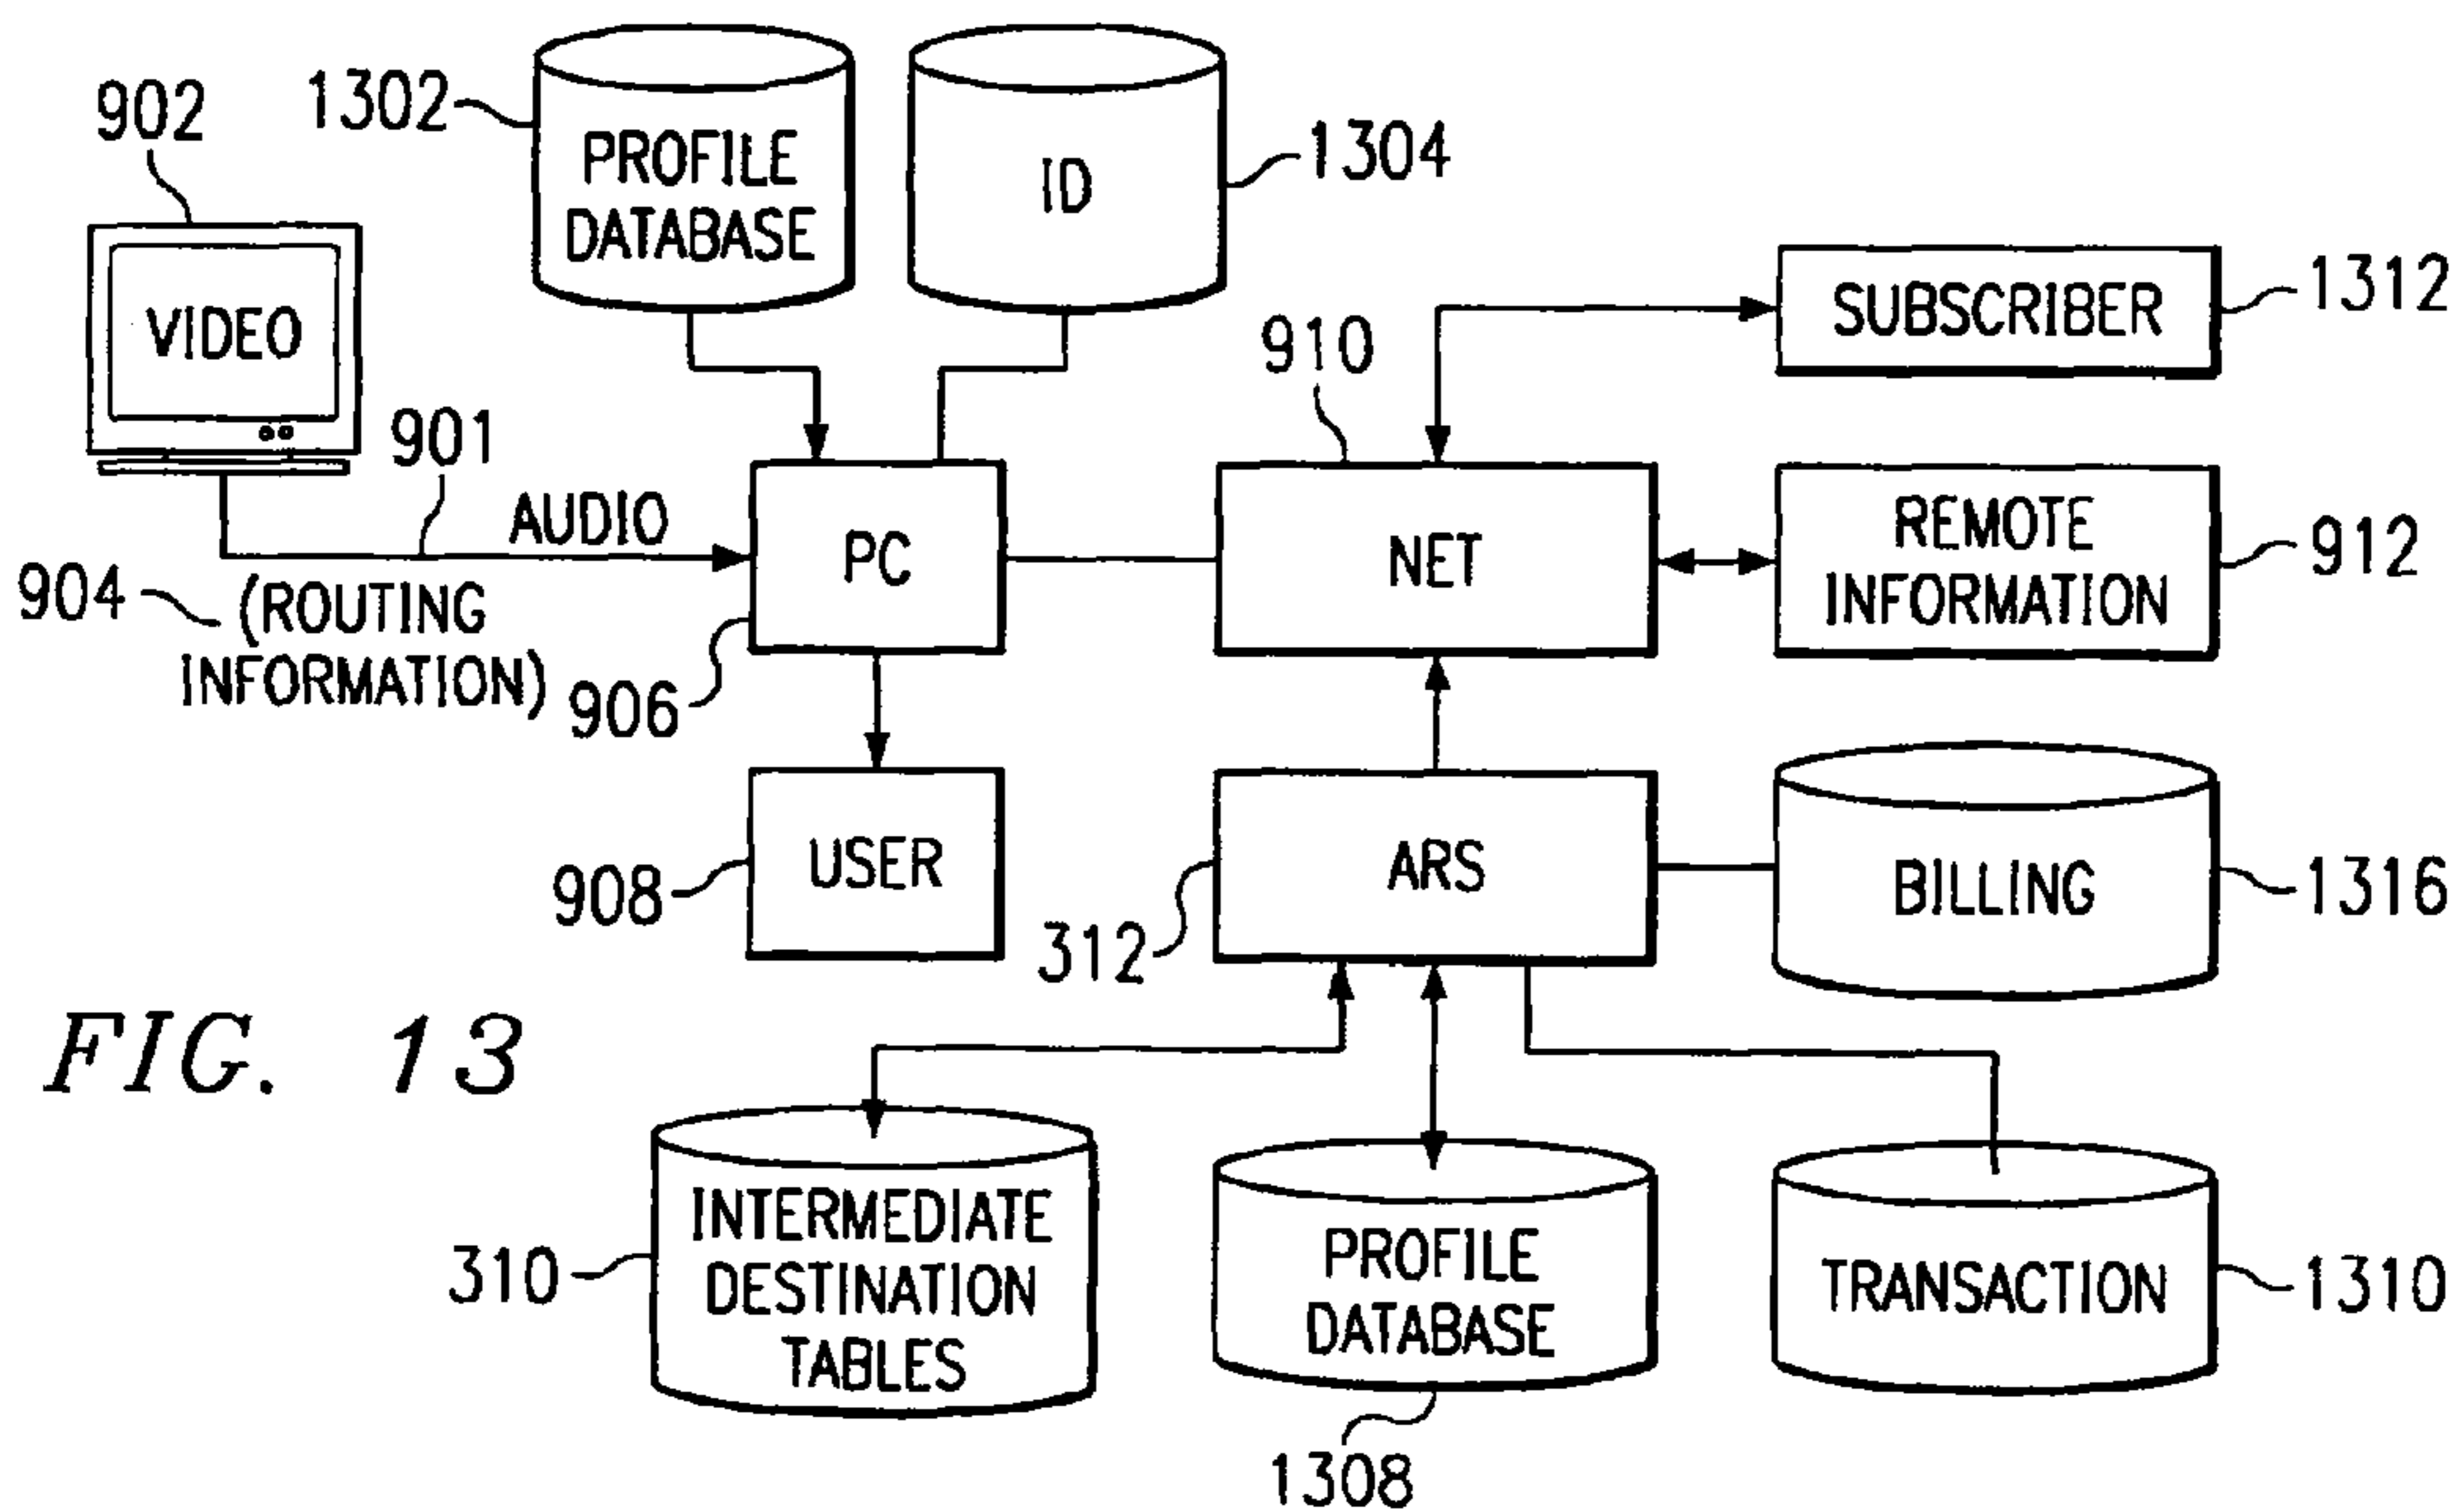 902
1302
PROFILE
DATABASE
ID
1304
VIDEO
SUBSCRIBER
1312
910
901
AUDIO
904
(ROUTING
INFORMATION)
906
PC
NET
REMOTE
INFORMATION
912
USER
908
ARS
312
BILLING
1316
FIG. 13
310
INTERMEDIATE
DESTINATION
TABLES
PROFILE
DATABASE
1308
TRANSACTION
1310